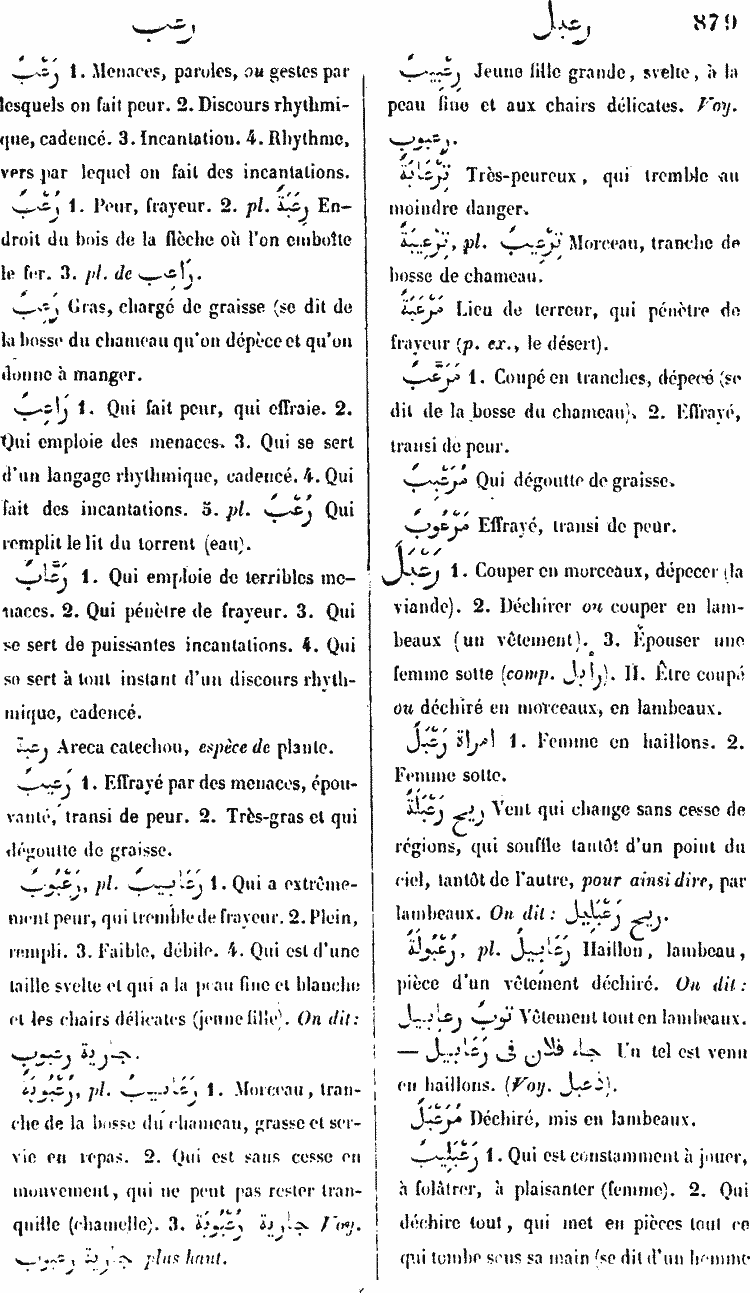 رعب
رعبل 879
رَعْبٌ 1. Menaces, paroles, ou gestes par
lesquels on fait peur. 2. Discours rhythmi-
que, cadencé. 3. Incantation. 4. Rhythme,
vers par lequel on fait des incantations.
رُعْبٌ 1. Peur, frayeur. 2. pl. رِعَبَةٌ En-
droit du bois de la flèche où l'on emboîte
le fer. 3. pl. de رَاعِب.
رَعِبٌ Gras, chargé de graisse (se dit de
la bosse du chameau qu'on dépèce et qu'on
donne à manger.
رَاعِبٌ 1. Qui fait peur, qui effraie. 2.
Qui emploie des menaces. 3. Qui se sert
d'un langage rhythmique, cadencé. 4. Qui
fait des incantations. 5. pl. رُعْبٌ Qui
remplit le lit du torrent (eau).
رَعَّابٌ 1. Qui emploie de terribles me-
naces. 2. Qui pénètre de frayeur. 3. Qui
se sert de puissantes incantations. 4. Qui
se sert à tout instant d'un discours rhyth-
mique, cadencé.
رعبة Areca catechou, espèce de plante.
رَعِيبٌ 1. Effrayé par des menaces, épou-
vanté, transi de peur. 2. Très-gras et qui
dégoutte de graisse.
رُعْبُوبٌ, pl. رَعَابِيبٌ 1. Qui a extrême-
ment peur, qui tremble de frayeur. 2. Plein,
rempli. 3. Faible, débile. 4. Qui est d'une
taille svelte et qui a la peau fine et blanche
et les chairs délicates (jeune fille). On dit:
جارية رعبوب.
رُعْبُوبَةٌ, pl. رَعَابِيبٌ 1. Morceau, tran-
che de la bosse du chameau, grasse et ser-
vie en repas. 2. Qui est sans cesse en
mouvement, qui ne peut pas rester tran-
quille (chamelle). 3. جارية رُعْبُوبَة Voy.
جارية رعبوب plus haut.
رِعْبِيبٌ Jeune fille grande, svelte, à la
peau fine et aux chairs délicates. Voy.
رعبوب.
تِرْعَابَةٌ Très-peureux, qui tremble au
moindre danger.
تِرْعِيبَةٌ, pl. تِرْعِيبٌ Morceau, tranche de
bosse de chameau.
مَرْعَبَةٌ Lieu de terreur, qui pénètre de
frayeur (p. ex., le désert).
مُرَعَّبٌ 1. Coupé en tranches, dépecé (se
dit de la bosse du chameau). 2. Effrayé,
transi de peur.
مُرْعِبٌ Qui dégoutte de graisse.
مَرْعُوبٌ Effrayé, transi de peur.
رَعْبَلَ 1. Couper en morceaux, dépecer (la
viande). 2. Déchirer ou couper en lam-
beaux (un vêtement). 3. Épouser une
femme sotte (comp. رأبل). II. Être coupé
ou déchiré en morceaux, en lambeaux.
امراة رَعْبَلٌ 1. Femme en haillons. 2.
Femme sotte.
ريح رَعْبَلَةٌ Vent qui change sans cesse de
régions, qui souffle tantôt d'un point du
ciel, tantôt de l'autre, pour ainsi dire, par
lambeaux. On dit: ريح رَعْبَلِيل.
رُعْبُولَةٌ, pl. رَعَابِيلٌ Haillon, lambeau,
pièce d'un vêtement déchiré. On dit:
ثوبٌ رعابيل Vêtement tout en lambeaux.
— جاء فلان فى رَعَابِيل Un tel est venu
en haillons. (Voy. ذعبل).
مُرَعْبَلٌ Déchiré, mis en lambeaux.
رَعْبَلِيبٌ 1. Qui est constamment à jouer,
à folâtrer, à plaisanter (femme). 2. Qui
déchire tout, qui met en pièces tout ce
qui tombe sous sa main (se dit d'un homme